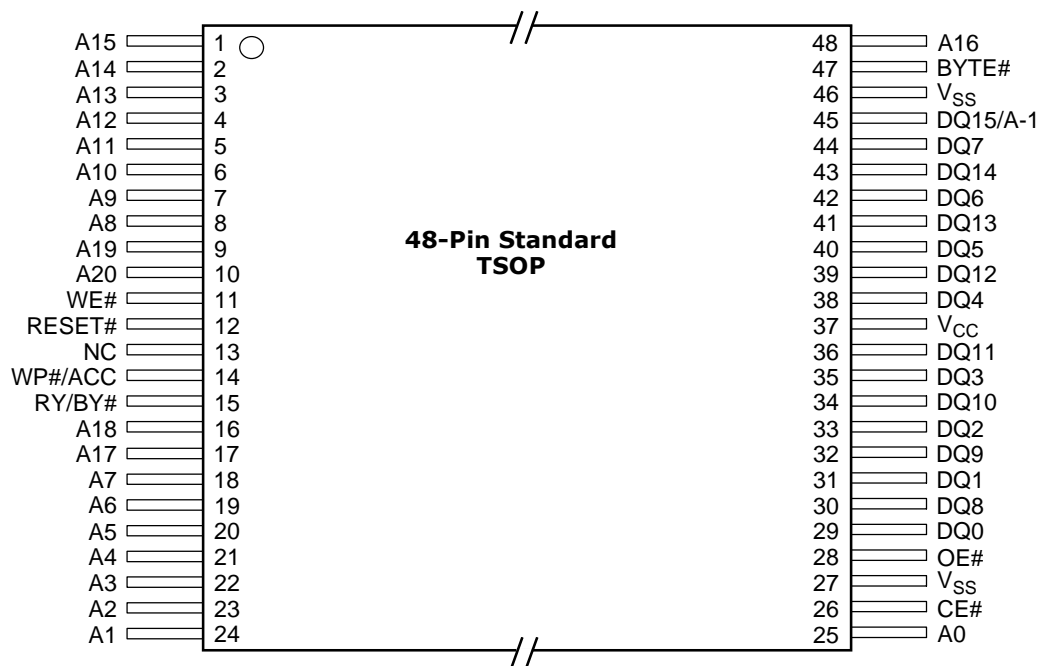 A15 1 48 A16
A14 2 47 BYTE#
A13 3 46 VSS
A12 4 45 DQ15/A-1
A11 5 44 DQ7
A10 6 43 DQ14
A9 7 42 DQ6
A8 8 41 DQ13
A19 9 40 DQ5
A20 10 39 DQ12
WE# 11 38 DQ4
RESET# 12 37 VCC
NC 13 36 DQ11
WP#/ACC 14 35 DQ3
RY/BY# 15 34 DQ10
A18 16 33 DQ2
A17 17 32 DQ9
A7 18 31 DQ1
A6 19 30 DQ8
A5 20 29 DQ0
A4 21 28 OE#
A3 22 27 VSS
A2 23 26 CE#
A1 24 25 A0
48-Pin Standard
TSOP